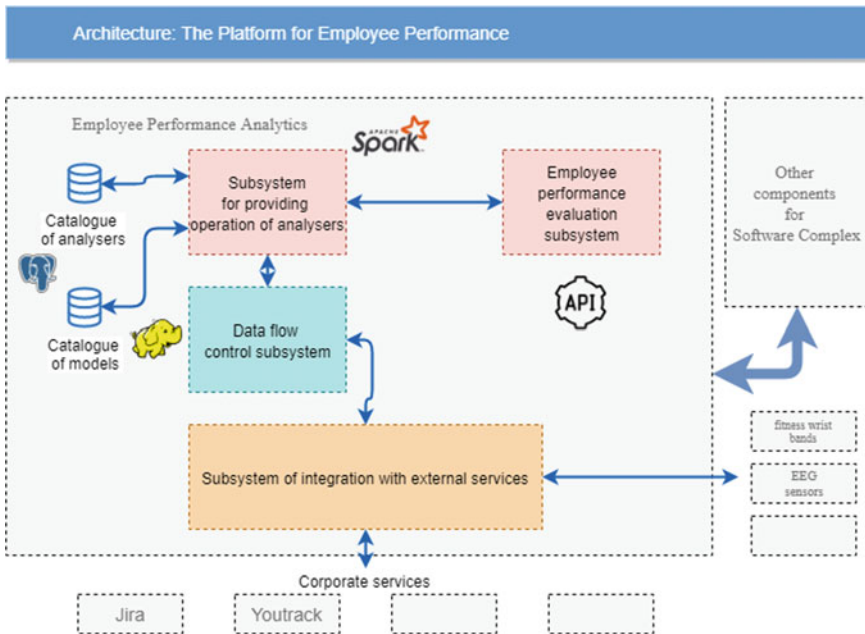 Architecture: The Platform for Employee Performance
Employee Performance Analytics
APACHE
Spark
TM
Subsystem
for providing
operation of analysers
Employee
performance
evaluation
subsystem
Other
components
for
Software Complex
Catalogue
of analysers
API
Data flow
control subsystem
Catalogue
of models
fitness wrist
bands
Subsystem of integration with external services
EEG
sensors
Corporate services
Jira
Youtrack